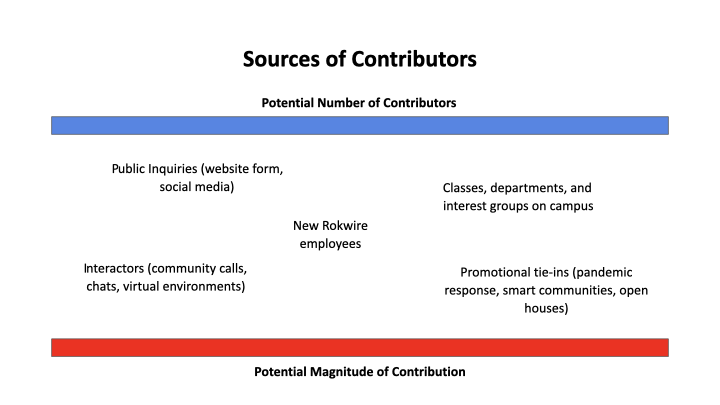 Sources of Contributors
Potential Number of Contributors
Public Inquiries (website form,
social media)
Classes, departments, and
interest groups on campus
New Rokwire
employees
Interactors (community calls,
chats, virtual environments)
Promotional tie-ins (pandemic
response, smart communities, open
houses)
Potential Magnitude of Contribution